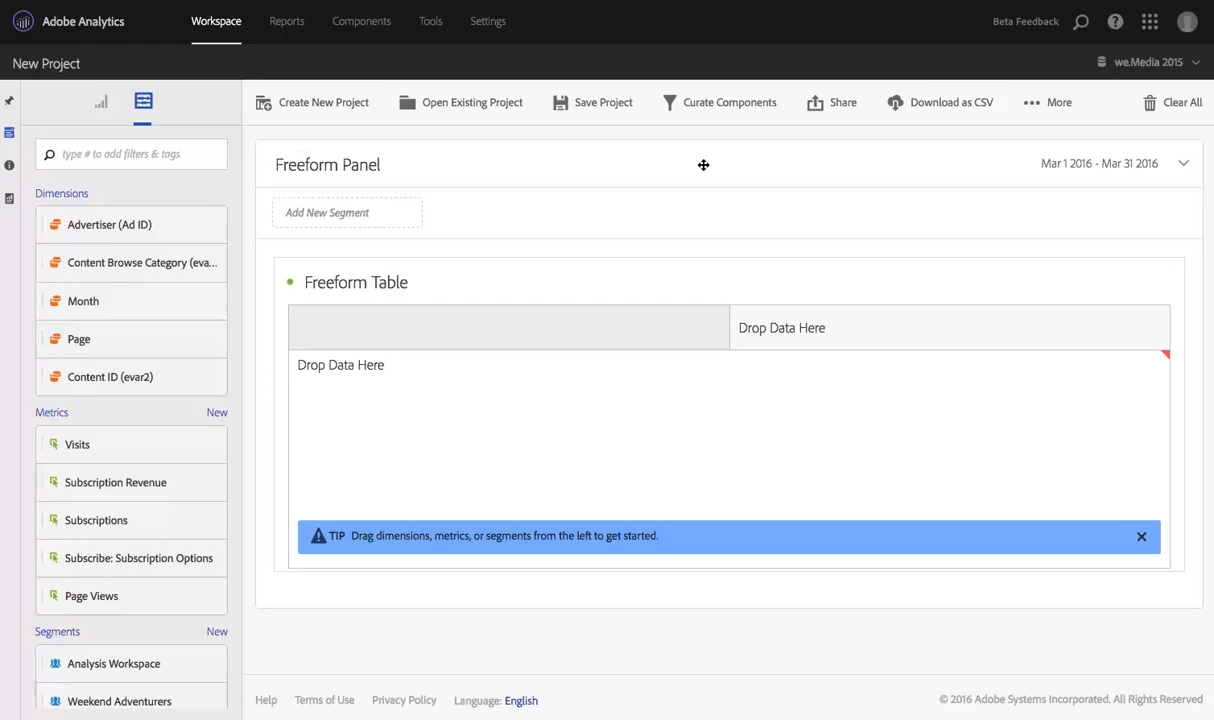 Adobe Analytics
Workspace
Reports
Components
Tools
Settings
Beta Feedback
New Project
we.Media 2015
Create New Project
Open Existing Project
Save Project
Curate Components
Share
Download as CSV
More
Clear All
type # to add filters & tags
Dimensions
Advertiser (Ad ID)
Content Browse Category (eva...
Month
Page
Content ID (evar2)
Metrics
New
Visits
Subscription Revenue
Subscriptions
Subscribe: Subscription Options
Page Views
Segments
New
Analysis Workspace
Weekend Adventurers
Freeform Panel
Mar 1 2016 - Mar 31 2016
Add New Segment
Freeform Table
Drop Data Here
Drop Data Here
TIP Drag dimensions, metrics, or segments from the left to get started.
Help
Terms of Use
Privacy Policy
Language: English
© 2016 Adobe Systems Incorporated. All Rights Reserved